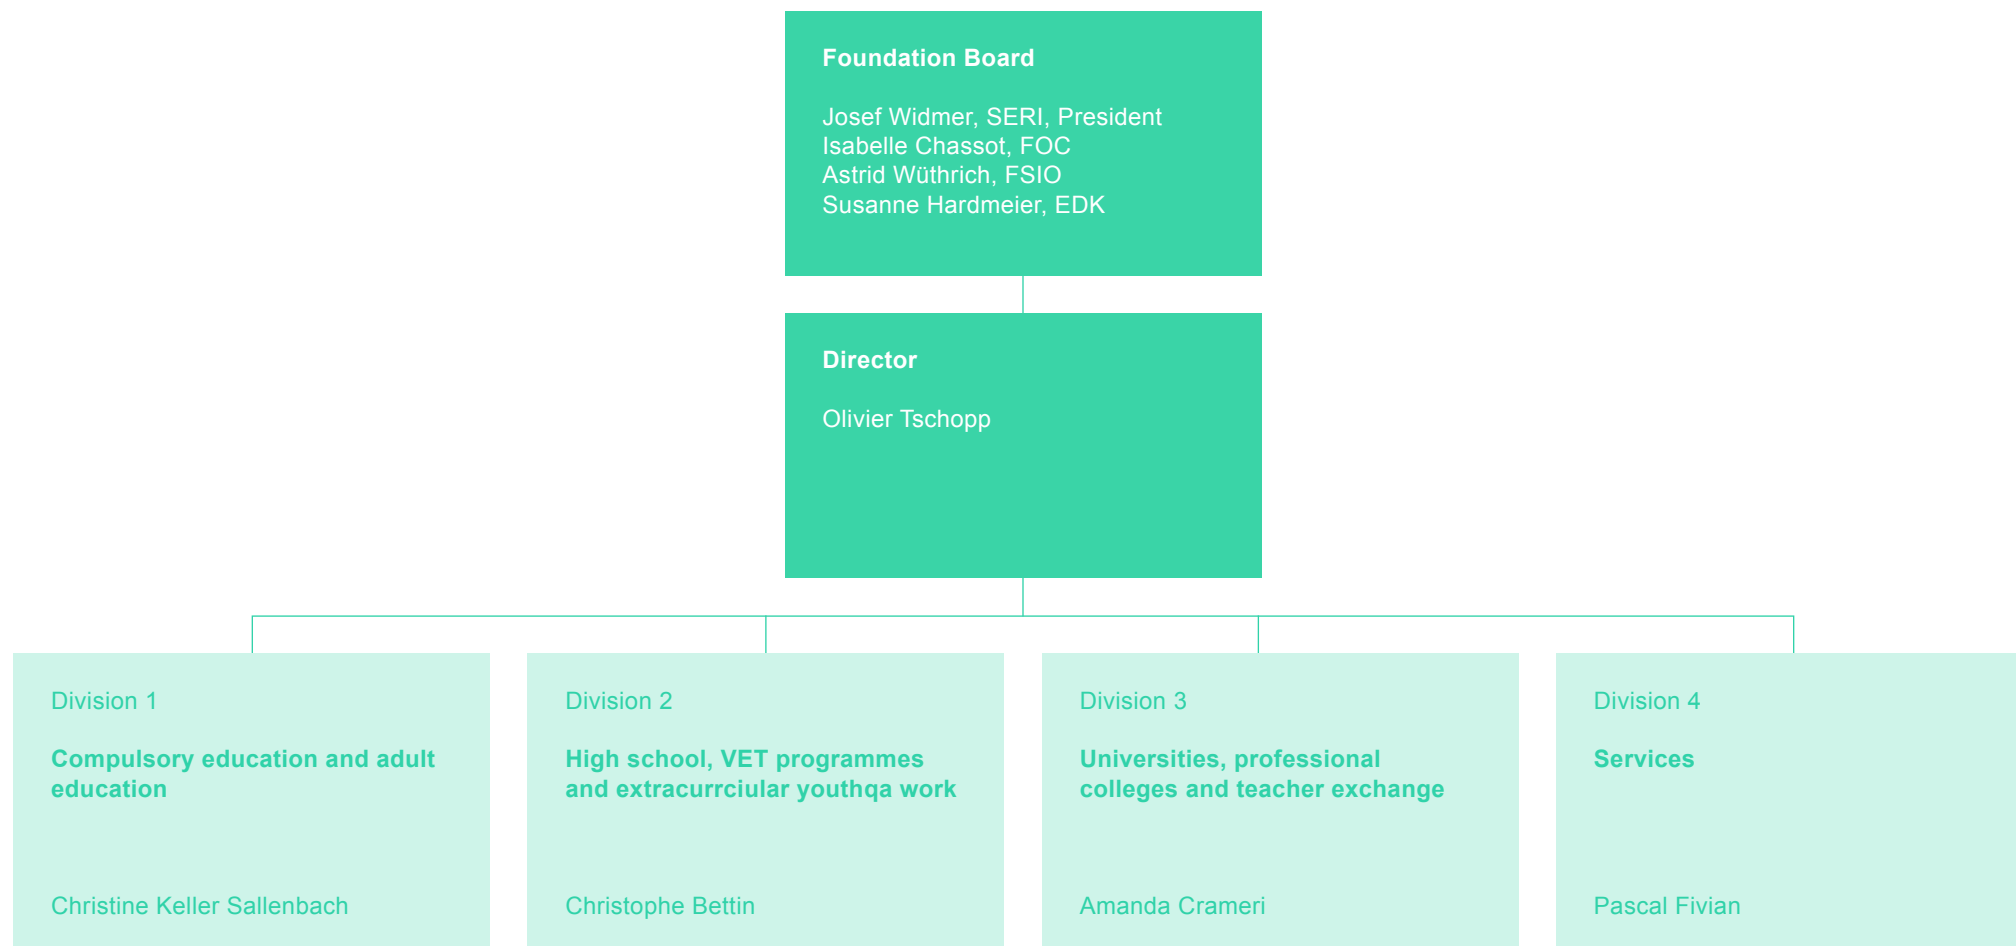 Foundation Board
Josef Widmer, SERI, President
Isabelle Chassot, FOC
Astrid Wüthrich, FSIO
Susanne Hardmeier, EDK
Director
Olivier Tschopp
Division 1
Compulsory education and adult
education
Christine Keller Sallenbach
Division 2
High school, VET programmes
and extracurrciular youthqa work
Christophe Bettin
Division 3
Universities, professional
colleges and teacher exchange
Amanda Crameri
Division 4
Services
Pascal Fivian